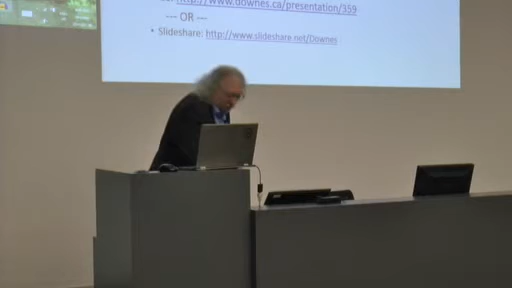 http://www.downes.ca/presentation/359
--- OR ---
• Slideshare: http://www.slideshare.net/Downes